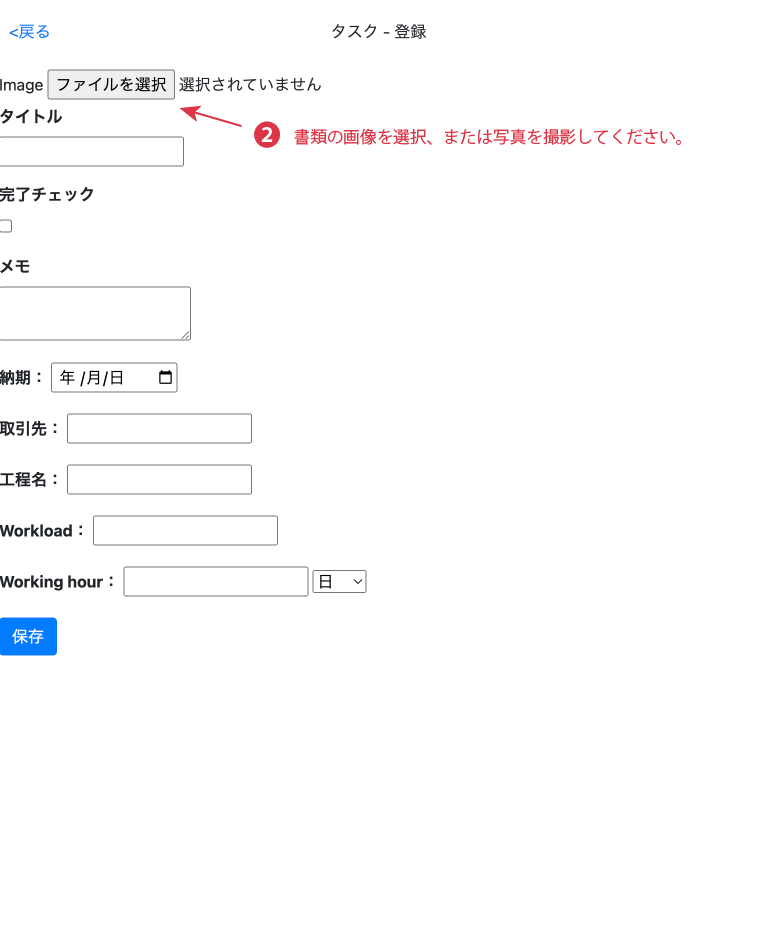 <戻る
タスク - 登録
Image ファイルを選択 選択されていません
タイトル
2 書類の画像を選択、または写真を撮影してください。
完了チェック
メモ
納期： 年 /月/日
取引先：
工程名：
Workload：
Working hour： 日
保存